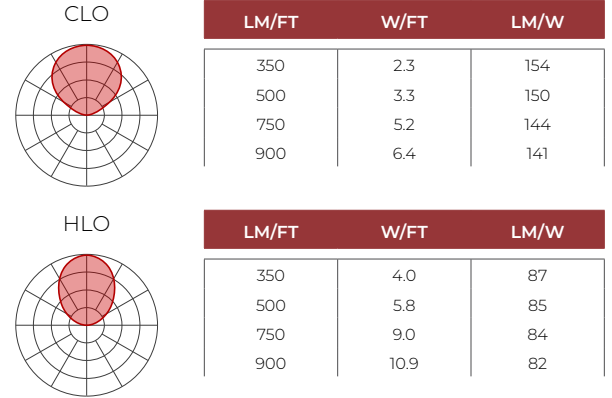 CLO
LM/FT W/FT LM/W
350 2.3 154
500 3.3 150
750 5.2 144
900 6.4 141
HLO
LM/FT W/FT LM/W
350 4.0 87
500 5.8 85
750 9.0 84
900 10.9 82